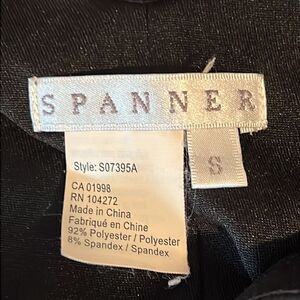 SPANNER
S
Style: S07395A
CA 01998
RN 104272
Made in China
Fabriqué en Chine
92% Polyester / Polyester
8% Spandex / Spandex